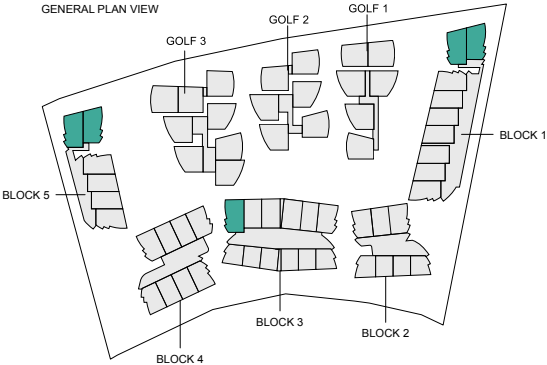 GENERAL PLAN VIEW
GOLF 1
GOLF 2
GOLF 3
BLOCK 1
BLOCK 5
BLOCK 3
BLOCK 2
BLOCK 4